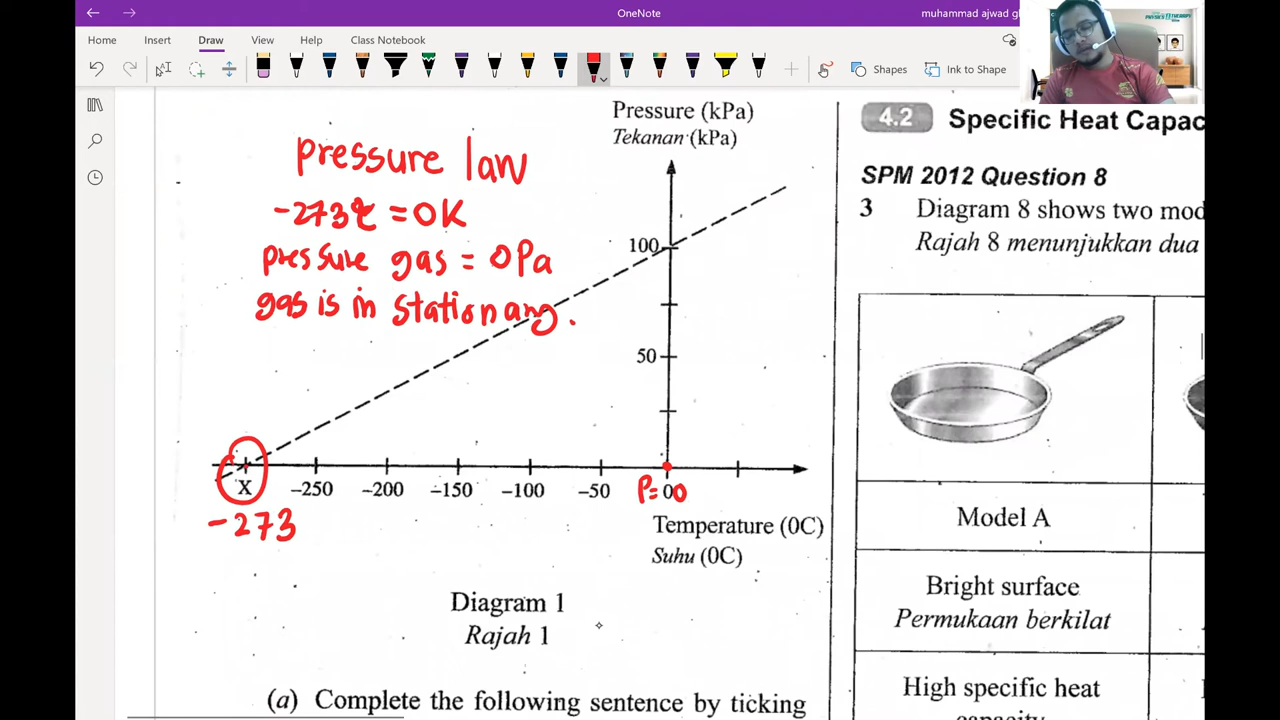 OneNote
muhammad ajwad gh
Home Insert Draw View Help Class Notebook
Shapes
Ink to Share
Pressure (kPa)
Tekanan (kPa)
pressure law
-273°C = 0K
pressure gas = 0Pa
gas is in stationary.
100
50
X -250 -200 -150 -100 -50 0
P=0
-273
Temperature (0C)
Suhu (0C)
Diagram 1
Rajah 1
(a) Complete the following sentence by ticking
4.2 Specific Heat Capac
SPM 2012 Question 8
3 Diagram 8 shows two mod
Rajah 8 menunjukkan dua
Model A
Bright surface
Permukaan berkilat
High specific heat
capacity